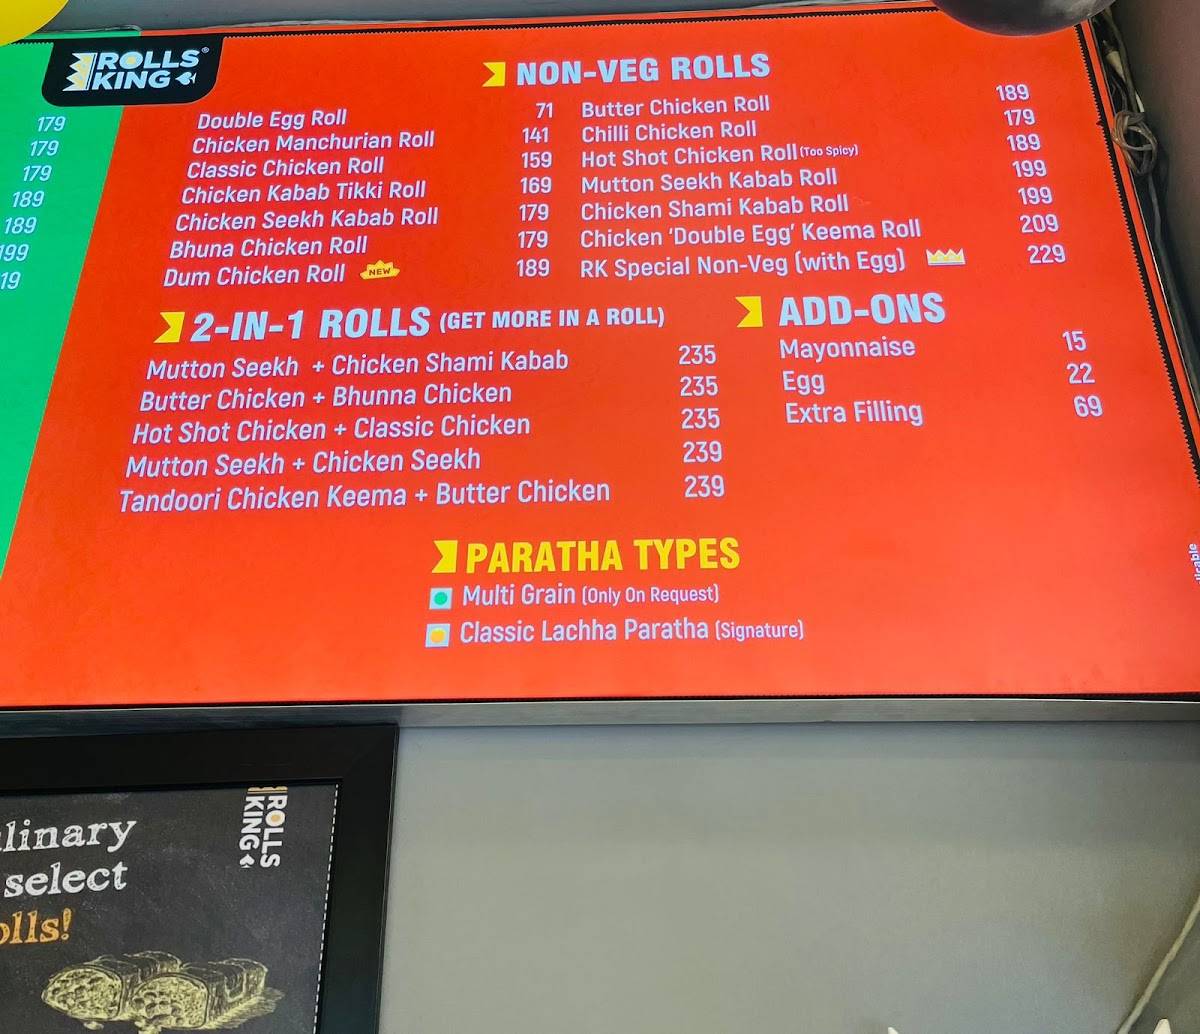 ROLLS®
KING
179
179
179
189
189
199
19
NON-VEG ROLLS
Double Egg Roll 71
Chicken Manchurian Roll 141
Classic Chicken Roll 159
Chicken Kabab Tikki Roll 169
Chicken Seekh Kabab Roll 179
Bhuna Chicken Roll 179
Dum Chicken Roll NEW 189
Butter Chicken Roll 189
Chilli Chicken Roll 179
Hot Shot Chicken Roll (Too Spicy) 189
Mutton Seekh Kabab Roll 199
Chicken Shami Kabab Roll 199
Chicken ‘Double Egg’ Keema Roll 209
RK Special Non-Veg (with Egg) 229
2-IN-1 ROLLS (GET MORE IN A ROLL)
Mutton Seekh + Chicken Shami Kabab 235
Butter Chicken + Bhunna Chicken 235
Hot Shot Chicken + Classic Chicken 235
Mutton Seekh + Chicken Seekh 239
Tandoori Chicken Keema + Butter Chicken 239
ADD-ONS
Mayonnaise 15
Egg 22
Extra Filling 69
PARATHA TYPES
Multi Grain (Only On Request)
Classic Lachha Paratha (Signature)
ROLLS
KING
linary
select
olls!